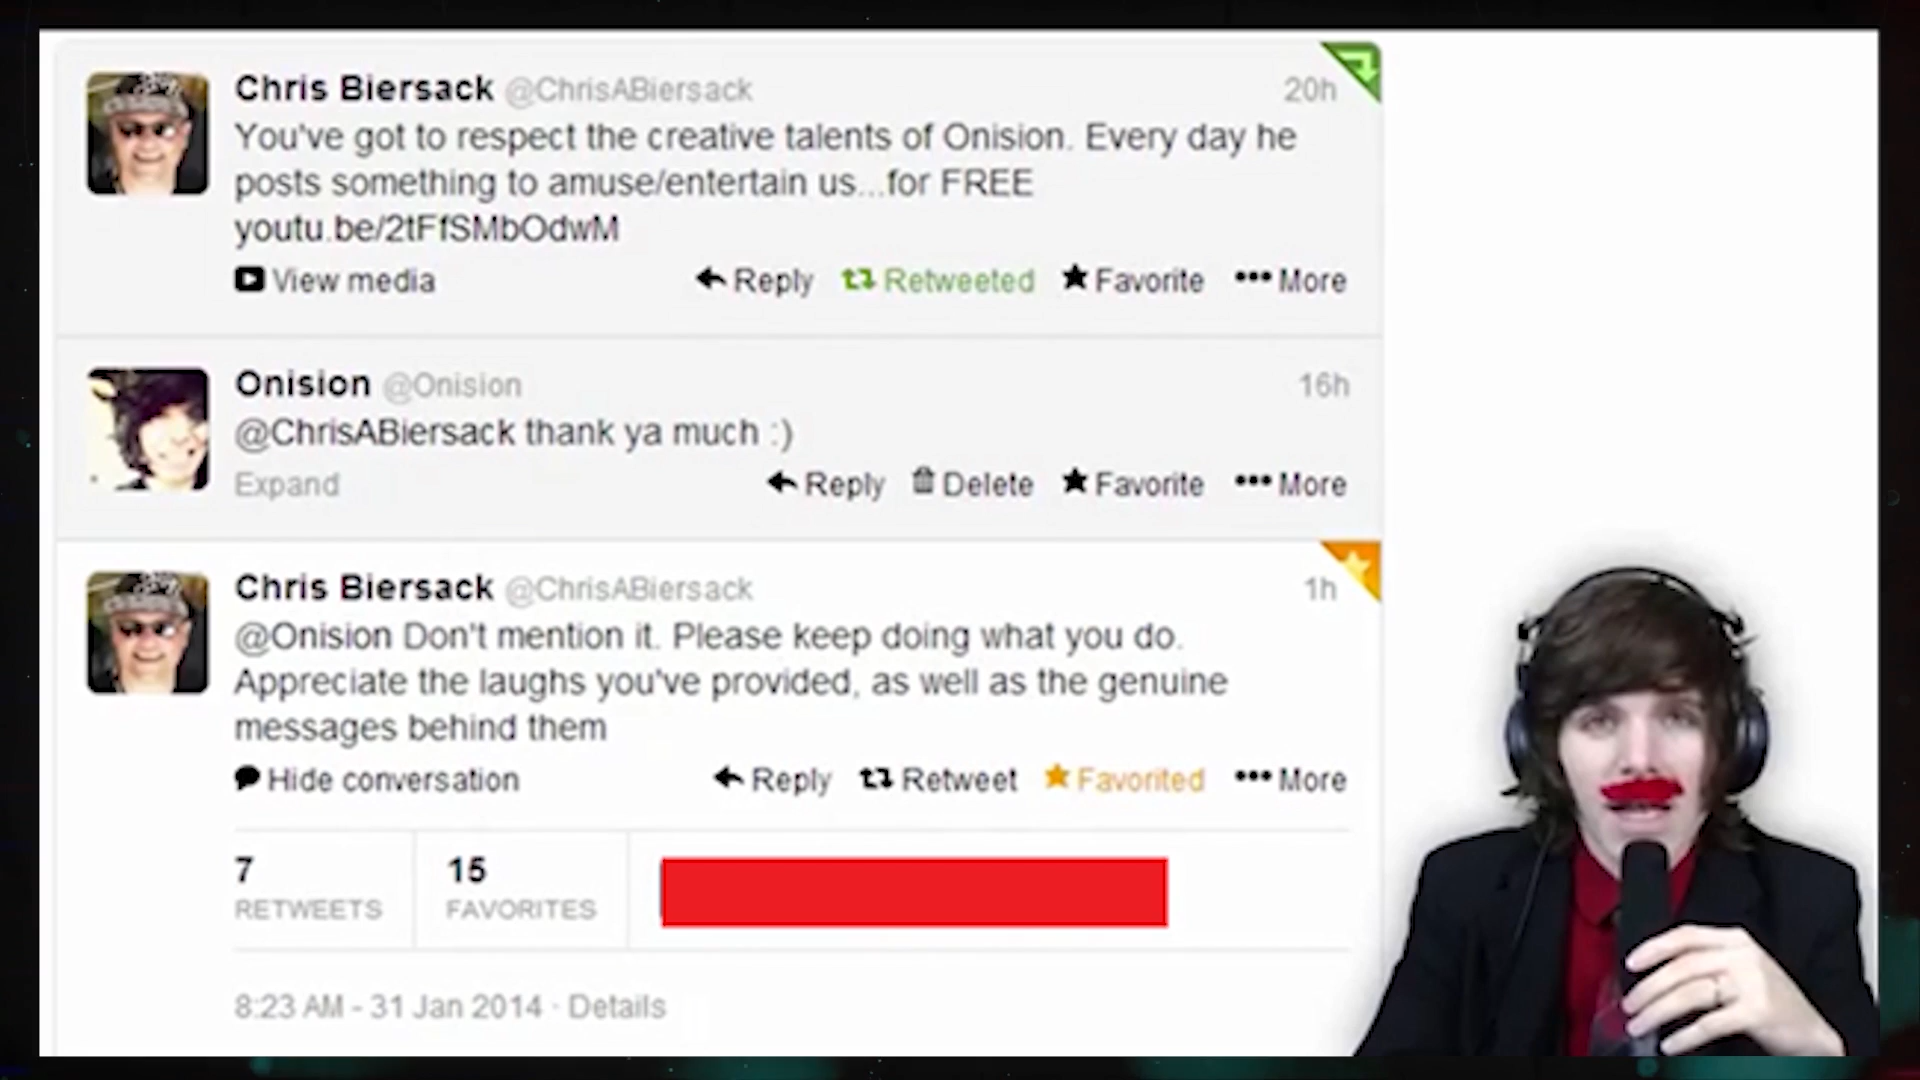 Chris Biersack @ChrisABiersack 20h
You've got to respect the creative talents of Onision. Every day he
posts something to amuse/entertain us...for FREE
youtu.be/2tFfSMbOdwM
View media Reply Retweeted Favorite More
Onision @Onision 16h
@ChrisABiersack thank ya much :)
Expand Reply Delete Favorite More
Chris Biersack @ChrisABiersack 1h
@Onision Don't mention it. Please keep doing what you do.
Appreciate the laughs you've provided, as well as the genuine
messages behind them
Hide conversation Reply Retweet Favorited More
7 15
RETWEETS FAVORITES
8:23 AM - 31 Jan 2014 · Details